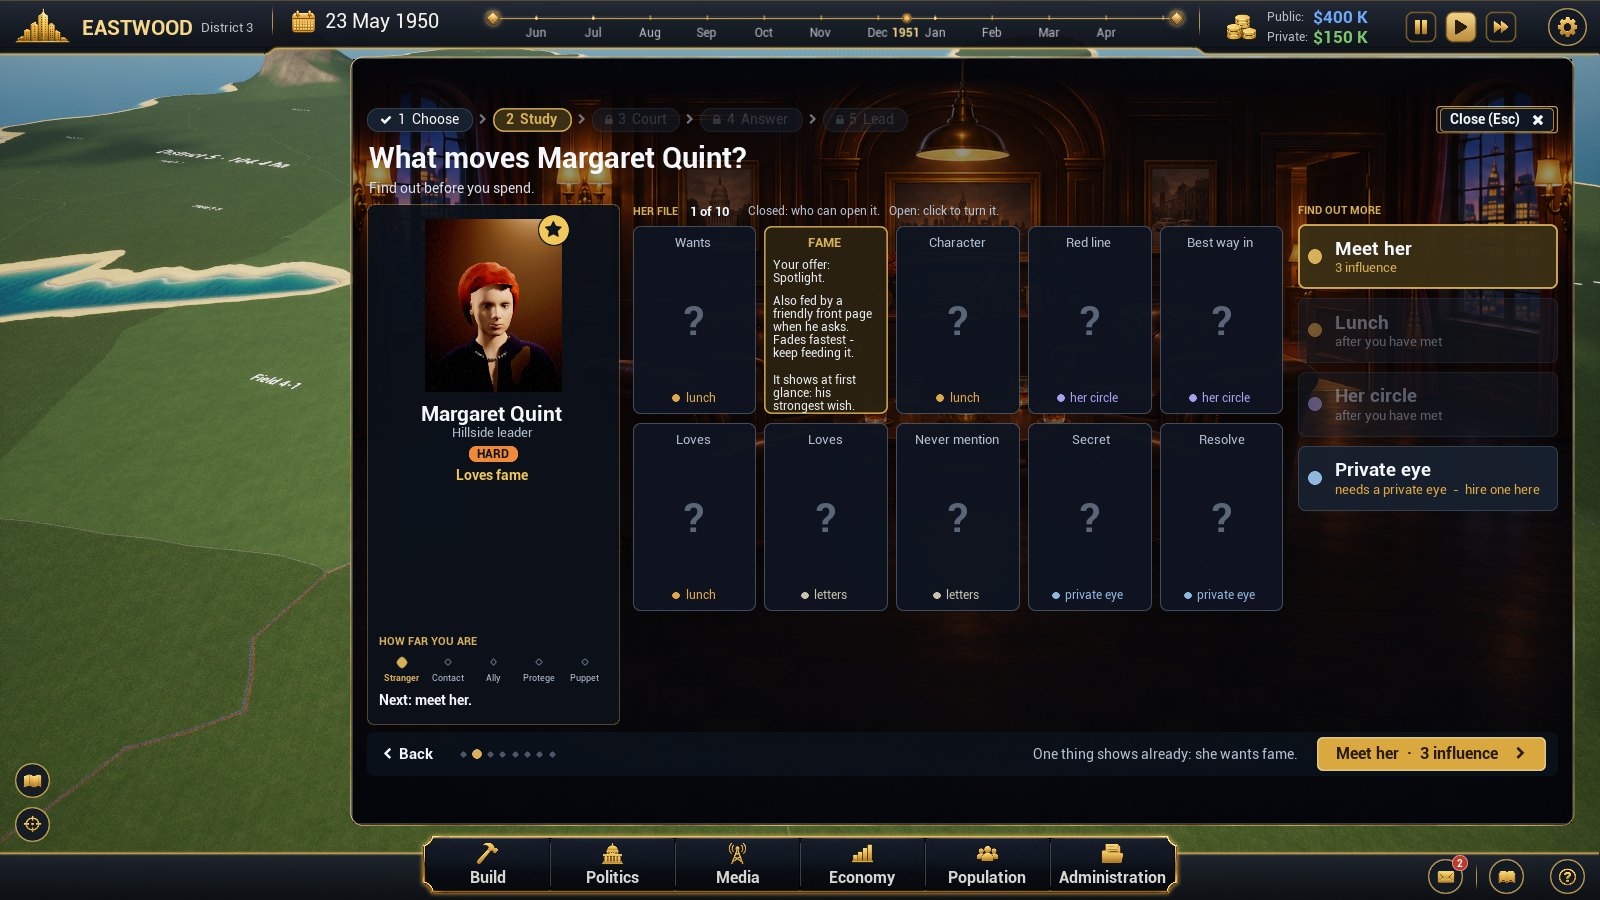 EASTWOOD District 3
23 May 1950
Jun Jul Aug Sep Oct Nov Dec 1951 Jan Feb Mar Apr
Public: $400 K
Private: $150 K
1 Choose
2 Study
3 Court
4 Answer
5 Lead
Close (Esc)
What moves Margaret Quint?
Find out before you spend.
Margaret Quint
Hillside leader
HARD
Loves fame
HOW FAR YOU ARE
Stranger Contact Ally Protege Puppet
Next: meet her.
HER FILE 1 of 10 Closed: who can open it. Open: click to turn it.
Wants
?
lunch
FAME
Your offer:
Spotlight.
Also fed by a
friendly front page
when he asks.
Fades fastest -
keep feeding it.
It shows at first
glance: his
strongest wish.
Character
?
lunch
Red line
?
her circle
Best way in
?
her circle
Loves
?
lunch
Loves
?
letters
Never mention
?
letters
Secret
?
private eye
Resolve
?
private eye
FIND OUT MORE
Meet her
3 influence
Lunch
after you have met
Her circle
after you have met
Private eye
needs a private eye - hire one here
Back
One thing shows already: she wants fame.
Meet her · 3 influence
Field 4-1
Build
Politics
Media
Economy
Population
Administration
2